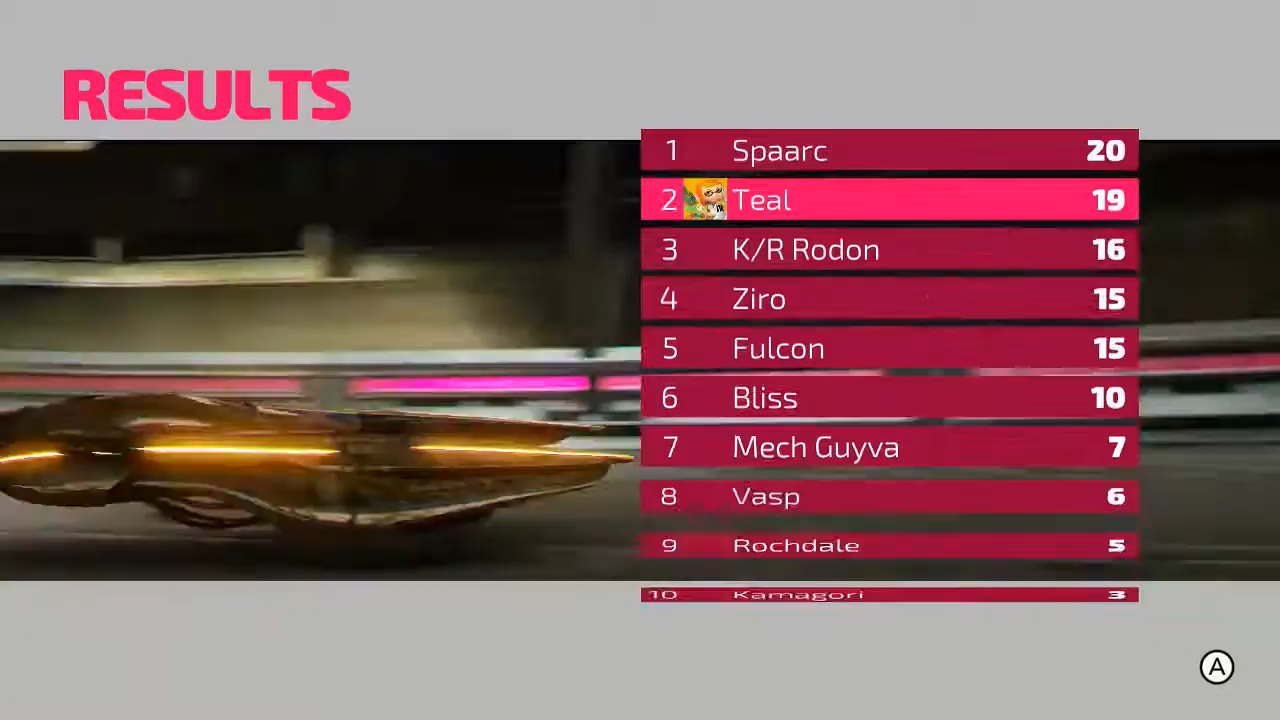 RESULTS
1 Spaarc 20
2 Teal 19
3 K/R Rodon 16
4 Ziro 15
5 Fulcon 15
6 Bliss 10
7 Mech Guyva 7
8 Vasp 6
9 Rochdale 5
10 Kamagori 3
A